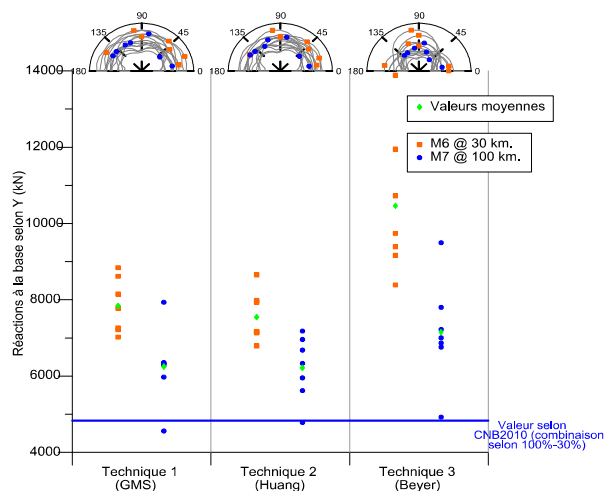 90
90
90
135
45
135
45
135
45
180
0
180
0
180
0
14000
12000
10000
8000
6000
4000
Réactions à la base selon Y (kN)
Valeurs moyennes
M6 @ 30 km.
M7 @ 100 km.
Valeur selon
CNB2010 (combinaison
selon 100%-30%)
Technique 1
(GMS)
Technique 2
(Huang)
Technique 3
(Beyer)